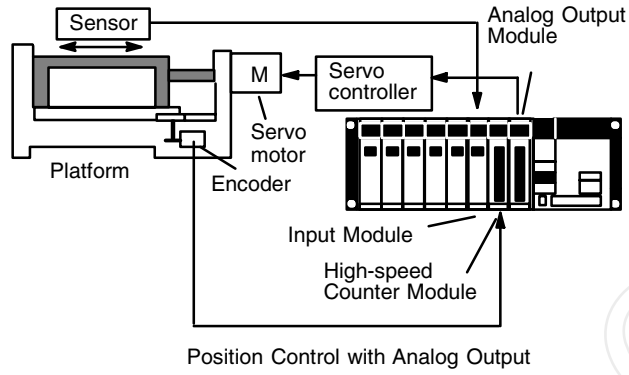 Sensor
Analog Output
Module
M
Servo
controller
Servo
motor
Platform
Encoder
Input Module
High-speed
Counter Module
Position Control with Analog Output